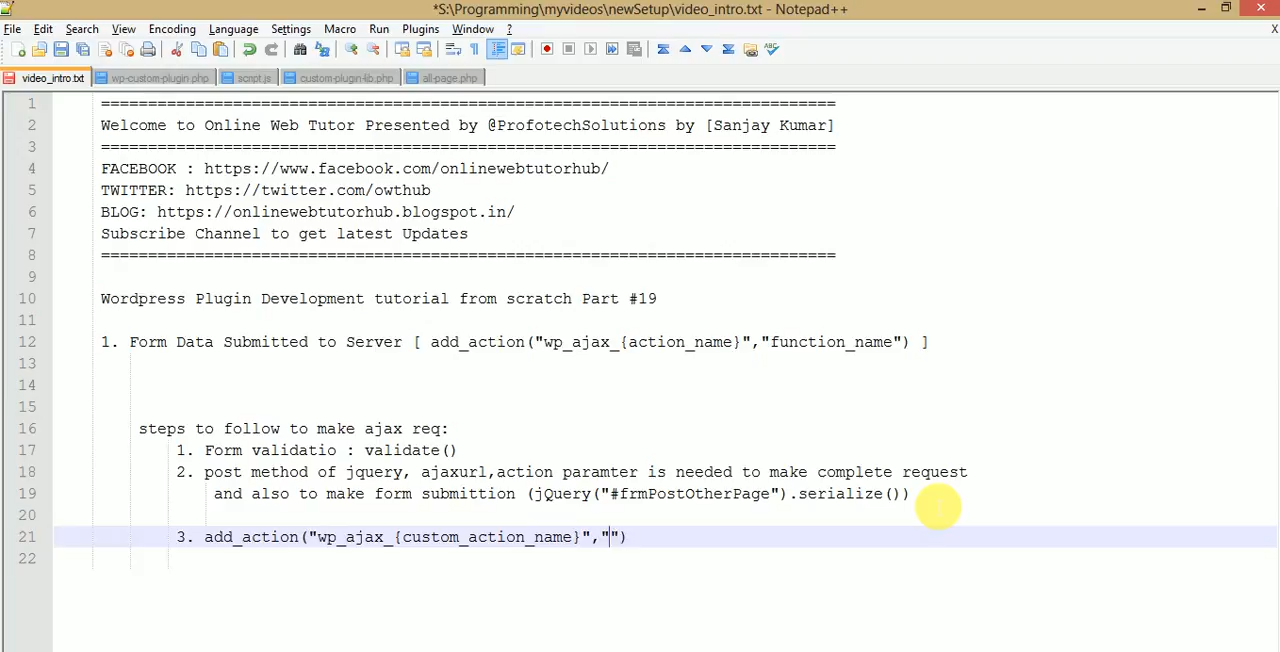 *S:\Programming\myvideos\newSetup\video_intro.txt - Notepad++
File Edit Search View Encoding Language Settings Macro Run Plugins Window ? X
video_intro.txt wp-custom-plugin.php script.js custom-plugin-lib.php all-page.php
1 ==============================================================================
2 Welcome to Online Web Tutor Presented by @ProfotechSolutions by [Sanjay Kumar]
3 ==============================================================================
4 FACEBOOK : https://www.facebook.com/onlinewebtutorhub/
5 TWITTER: https://twitter.com/owthub
6 BLOG: https://onlinewebtutorhub.blogspot.in/
7 Subscribe Channel to get latest Updates
8 ==============================================================================
9
10 Wordpress Plugin Development tutorial from scratch Part #19
11
12 1. Form Data Submitted to Server [ add_action("wp_ajax_{action_name}","function_name") ]
13
14
15
16 steps to follow to make ajax req:
17 1. Form validatio : validate()
18 2. post method of jquery, ajaxurl,action paramter is needed to make complete request
19 and also to make form submittion (jQuery("#frmPostOtherPage").serialize())
20
21 3. add_action("wp_ajax_{custom_action_name}","")
22